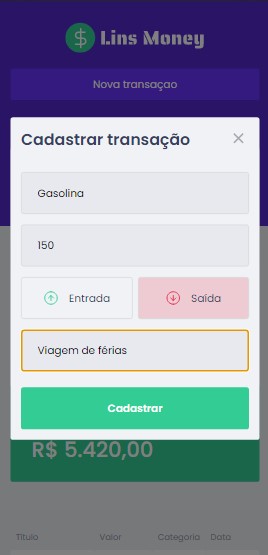 Lins Money
Nova transaçao
Cadastrar transação
Gasolina
150
Entrada Saída
Viagem de férias
Cadastrar
R$ 5.420,00
Título Valor Categoria Data